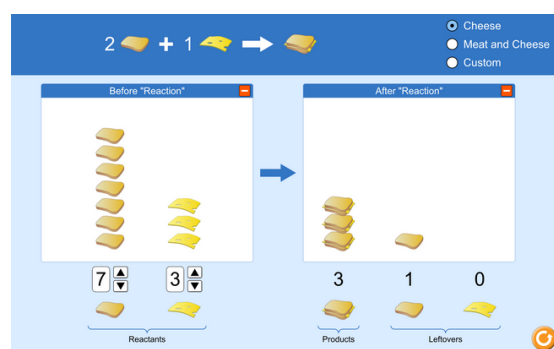 2 + 1
Cheese
Meat and Cheese
Custom
Before "Reaction"
After "Reaction"
7 3
3 1 0
Reactants
Products Leftovers